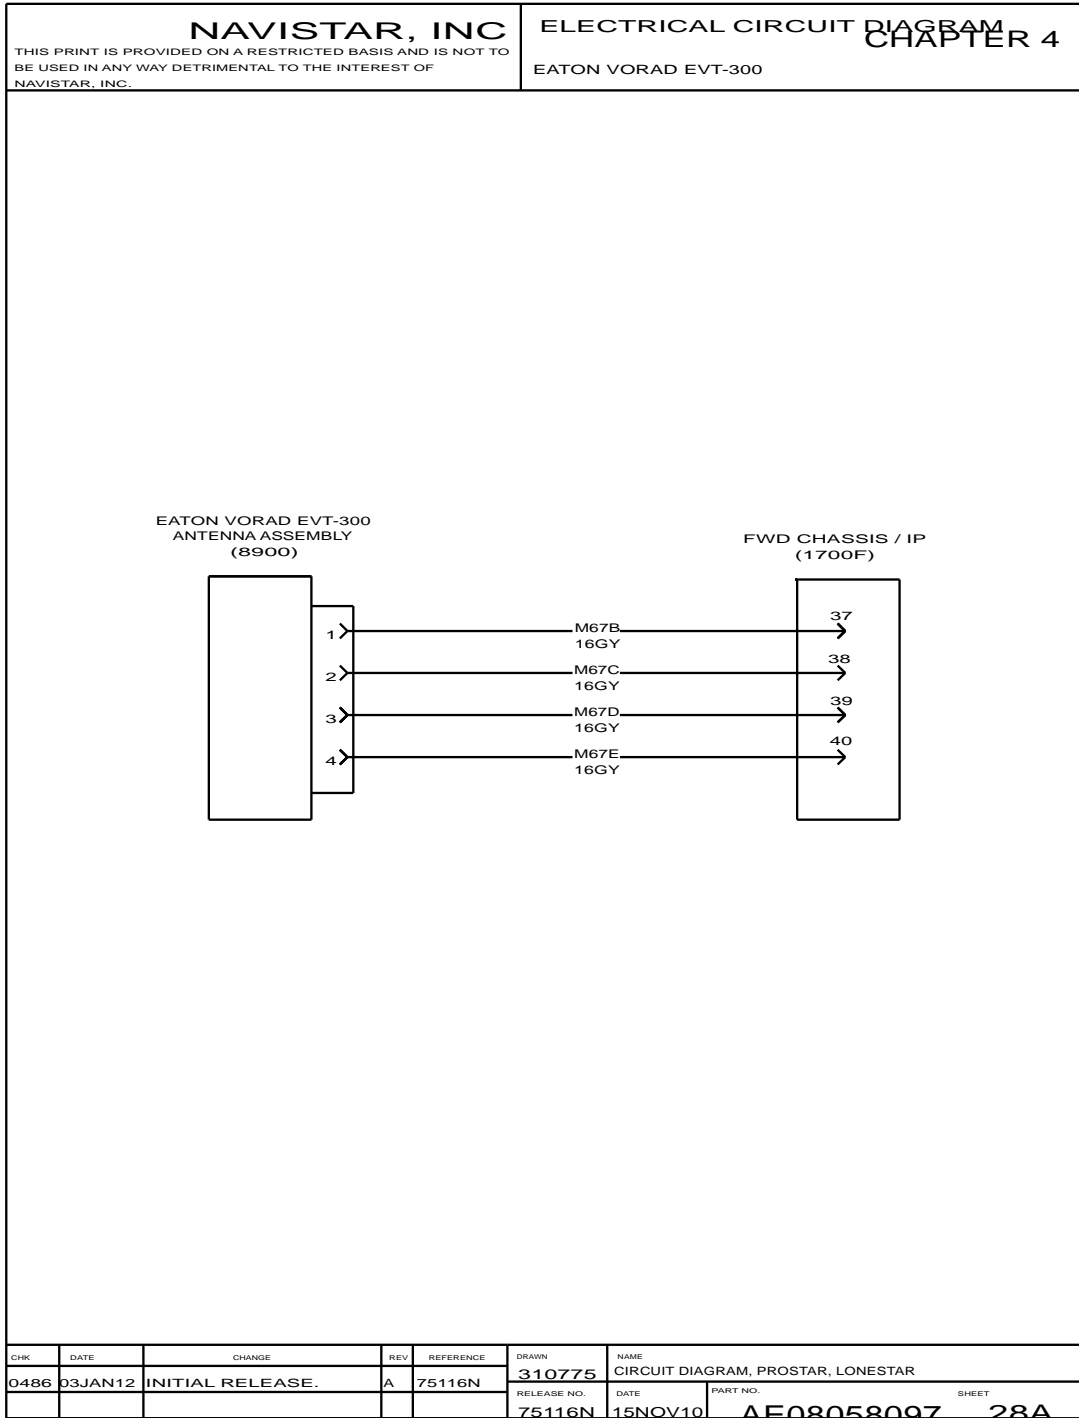 NAVISTAR, INC
THIS PRINT IS PROVIDED ON A RESTRICTED BASIS AND IS NOT TO
BE USED IN ANY WAY DETRIMENTAL TO THE INTEREST OF
NAVISTAR, INC.
ELECTRICAL CIRCUIT DIAGRAM
CHAPTER 4
EATON VORAD EVT-300
EATON VORAD EVT-300
ANTENNA ASSEMBLY
(8900)
FWD CHASSIS / IP
(1700F)
1 M67B 37
16GY
2 M67C 38
16GY
3 M67D 39
16GY
4 M67E 40
16GY
CHK DATE CHANGE REV REFERENCE
0486 03JAN12 INITIAL RELEASE. A 75116N
DRAWN
310775
NAME
CIRCUIT DIAGRAM, PROSTAR, LONESTAR
RELEASE NO. DATE PART NO. SHEET
75116N 15NOV10 AE08058097 28A